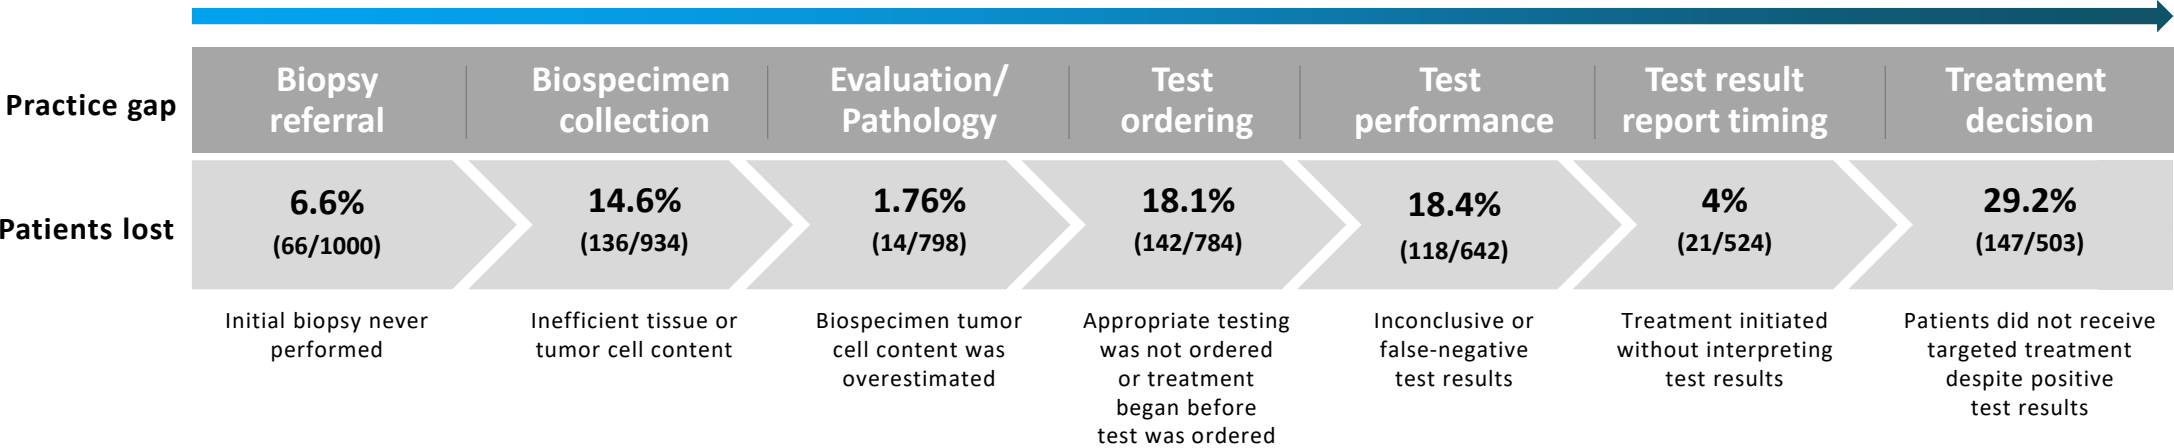 Practice gap
Biopsy
referral
Biospecimen
collection
Evaluation/
Pathology
Test
ordering
Test
performance
Test result
report timing
Treatment
decision
Patients lost
6.6%
(66/1000)
14.6%
(136/934)
1.76%
(14/798)
18.1%
(142/784)
18.4%
(118/642)
4%
(21/524)
29.2%
(147/503)
Initial biopsy never
performed
Inefficient tissue or
tumor cell content
Biospecimen tumor
cell content was
overestimated
Appropriate testing
was not ordered
or treatment
began before
test was ordered
Inconclusive or
false-negative
test results
Treatment initiated
without interpreting
test results
Patients did not receive
targeted treatment
despite positive
test results